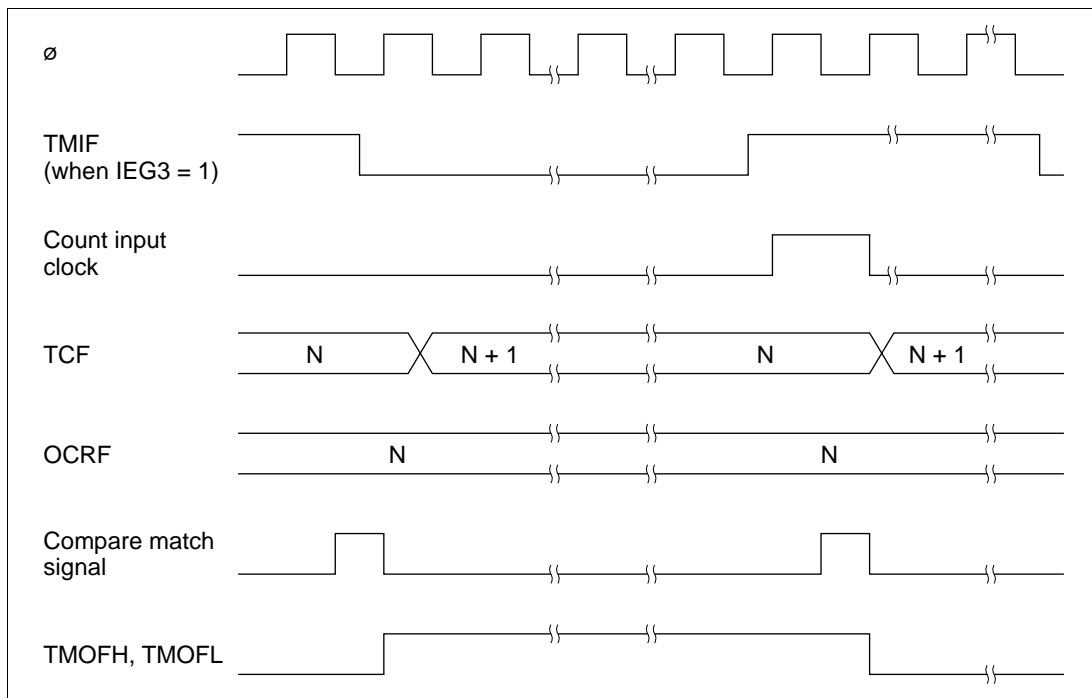 ø
TMIF
(when IEG3 = 1)
Count input
clock
TCF
N
N + 1
N
N + 1
OCRF
N
N
Compare match
signal
TMOFH, TMOFL